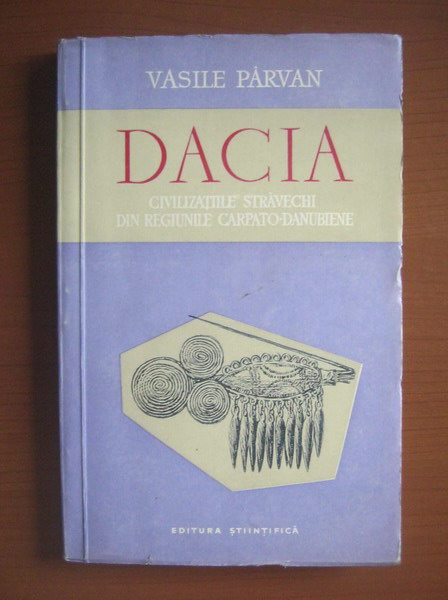 VASILE PÂRVAN
DACIA
CIVILIZAȚIILE STRĂVECHI
DIN REGIUNILE CARPATO-DANUBIENE
EDITURA ȘTIINȚIFICĂ